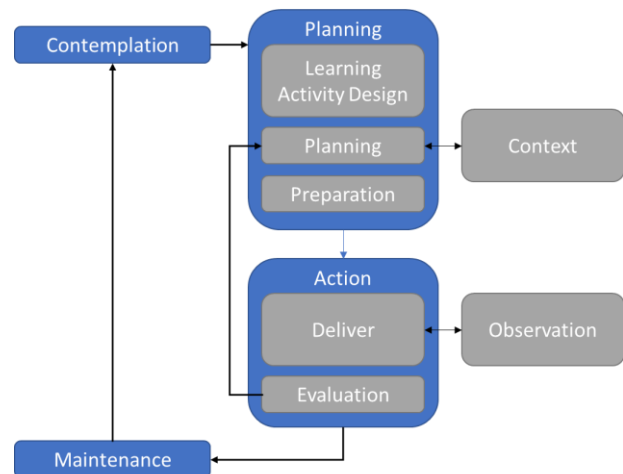 Contemplation
Planning
Learning
Activity Design
Planning
Context
Preparation
Action
Deliver
Observation
Evaluation
Maintenance